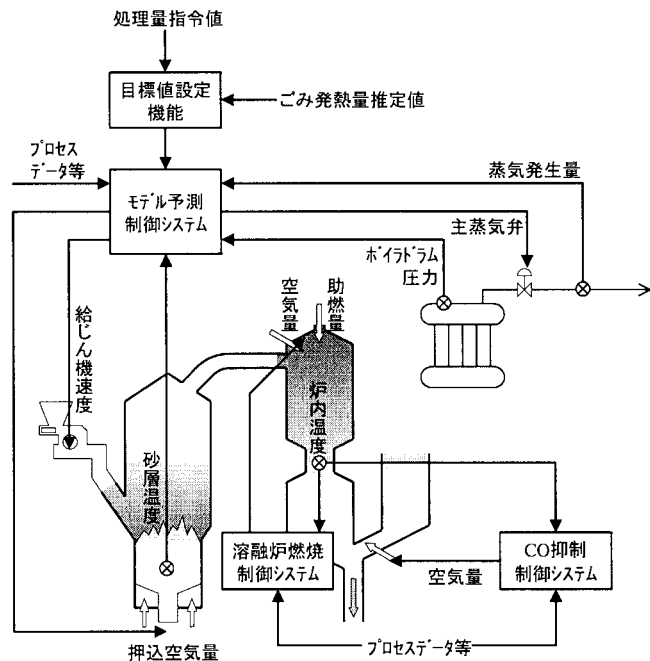 処理量指令値
目標値設定
機能
ごみ発熱量推定値
プロセス
データ等
モデル予測
制御システム
蒸気発生量
主蒸気弁
ボイラドラム
圧力
空気量
助燃量
給じん機速度
炉内温度
砂層温度
溶融炉燃焼
制御システム
空気量
CO抑制
制御システム
プロセスデータ等
押込空気量